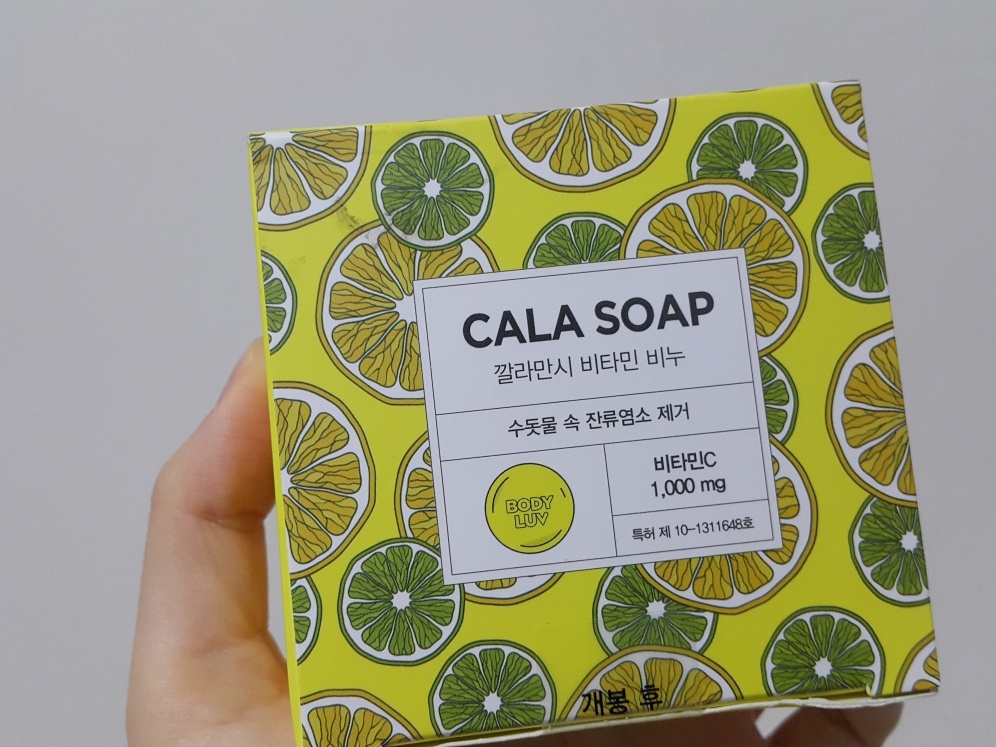 CALA SOAP
깔라만시 비타민 비누
수돗물 속 잔류염소 제거
BODY
LUV
비타민C
1,000 mg
특허 제 10-1311648호
개봉 후